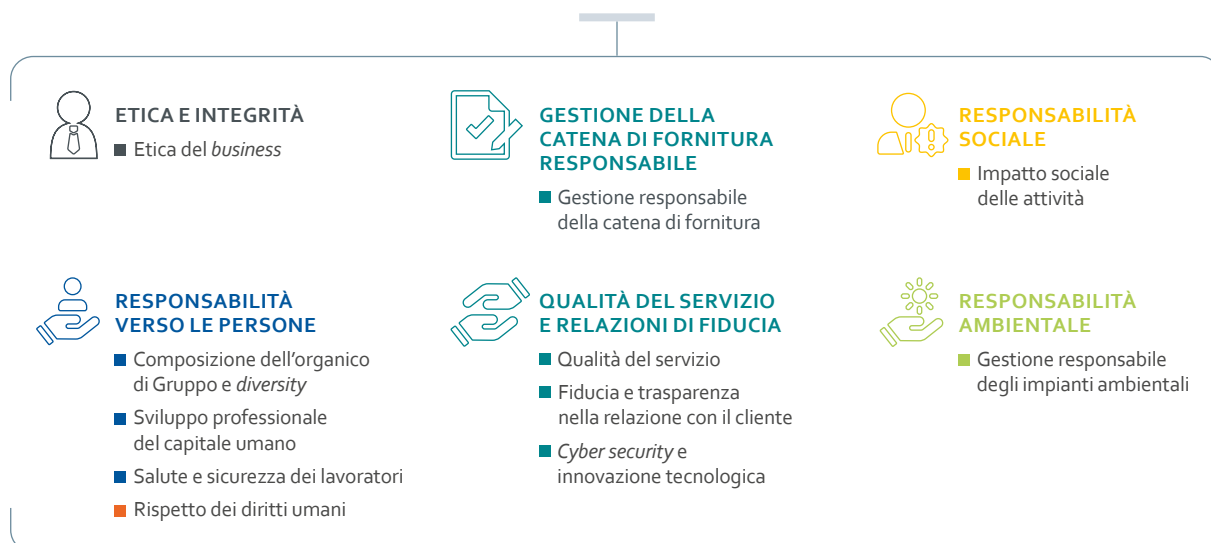 ETICA E INTEGRITÀ
Etica del business
GESTIONE DELLA
CATENA DI FORNITURA
RESPONSABILE
Gestione responsabile
della catena di fornitura
RESPONSABILITÀ
SOCIALE
Impatto sociale
delle attività
RESPONSABILITÀ
VERSO LE PERSONE
Composizione dell'organico
di Gruppo e diversity
Sviluppo professionale
del capitale umano
Salute e sicurezza dei lavoratori
Rispetto dei diritti umani
QUALITÀ DEL SERVIZIO
E RELAZIONI DI FIDUCIA
Qualità del servizio
Fiducia e trasparenza
nella relazione con il cliente
Cyber security e
innovazione tecnologica
RESPONSABILITÀ
AMBIENTALE
Gestione responsabile
degli impianti ambientali